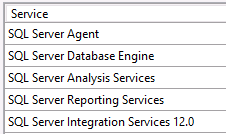 Service
SQL Server Agent
SQL Server Database Engine
SQL Server Analysis Services
SQL Server Reporting Services
SQL Server Integration Services 12.0